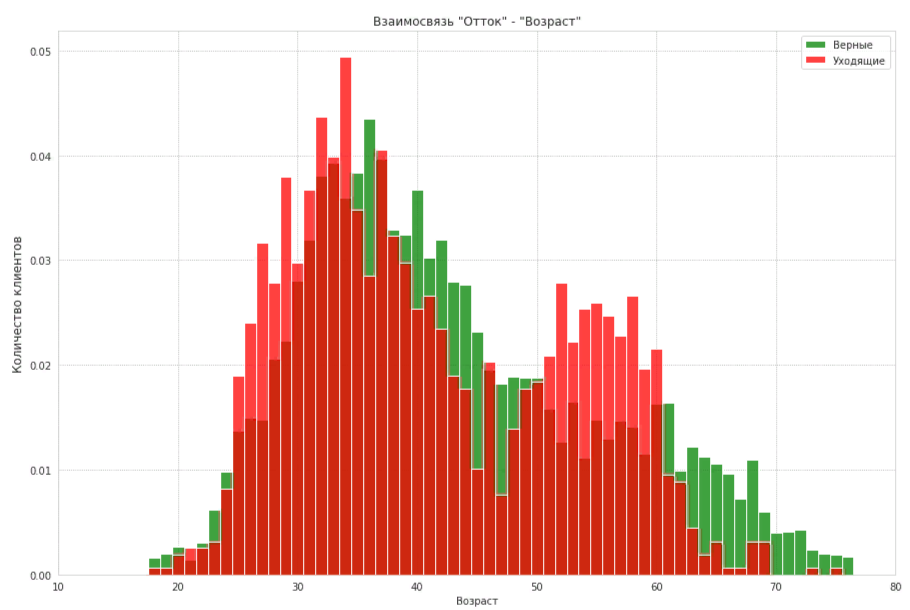 Взаимосвязь "Отток" - "Возраст"
Верные
Уходящие
Количество клиентов
0.05
0.04
0.03
0.02
0.01
0.00
10 20 30 40 50 60 70 80
Возраст